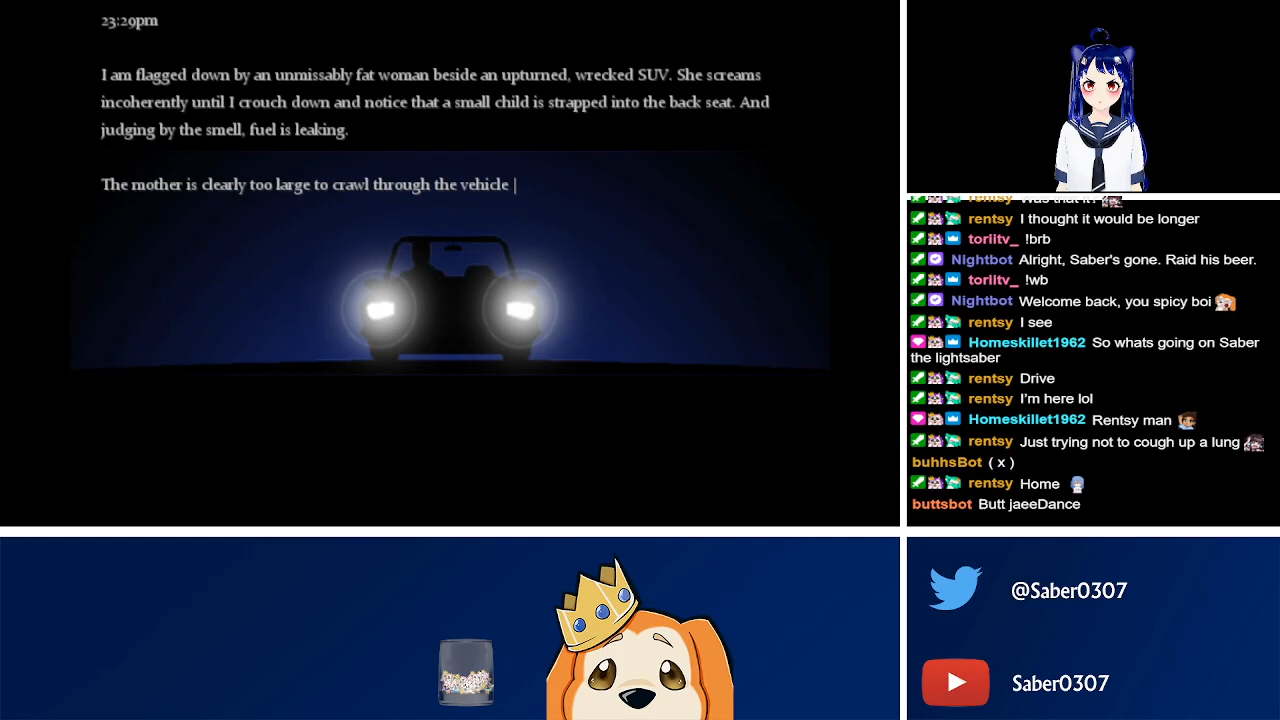 23:29pm
I am flagged down by an unmissably fat woman beside an upturned, wrecked SUV. She screams
incoherently until I crouch down and notice that a small child is strapped into the back seat. And
judging by the smell, fuel is leaking.
The mother is clearly too large to crawl through the vehicle |
rentsy Was that it?
rentsy I thought it would be longer
toriitv_ !brb
Nightbot Alright, Saber's gone. Raid his beer.
toriitv_ !wb
Nightbot Welcome back, you spicy boi
rentsy I see
Homeskillet1962 So whats going on Saber
the lightsaber
rentsy Drive
rentsy I'm here lol
Homeskillet1962 Rentsy man
rentsy Just trying not to cough up a lung
buhhsBot ( x )
rentsy Home
buttsbot Butt jaeeDance
@Saber0307
Saber0307